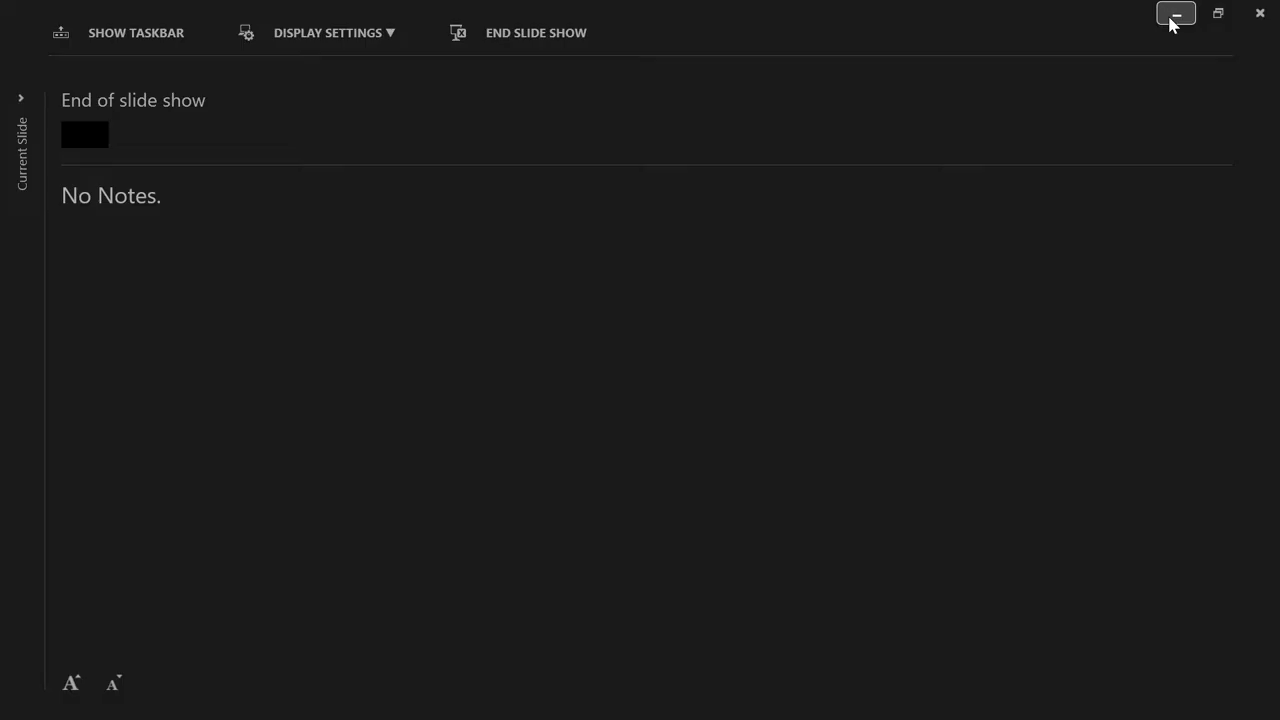 SHOW TASKBAR
DISPLAY SETTINGS ▼
END SLIDE SHOW
Current Slide
End of slide show
No Notes.
A
A